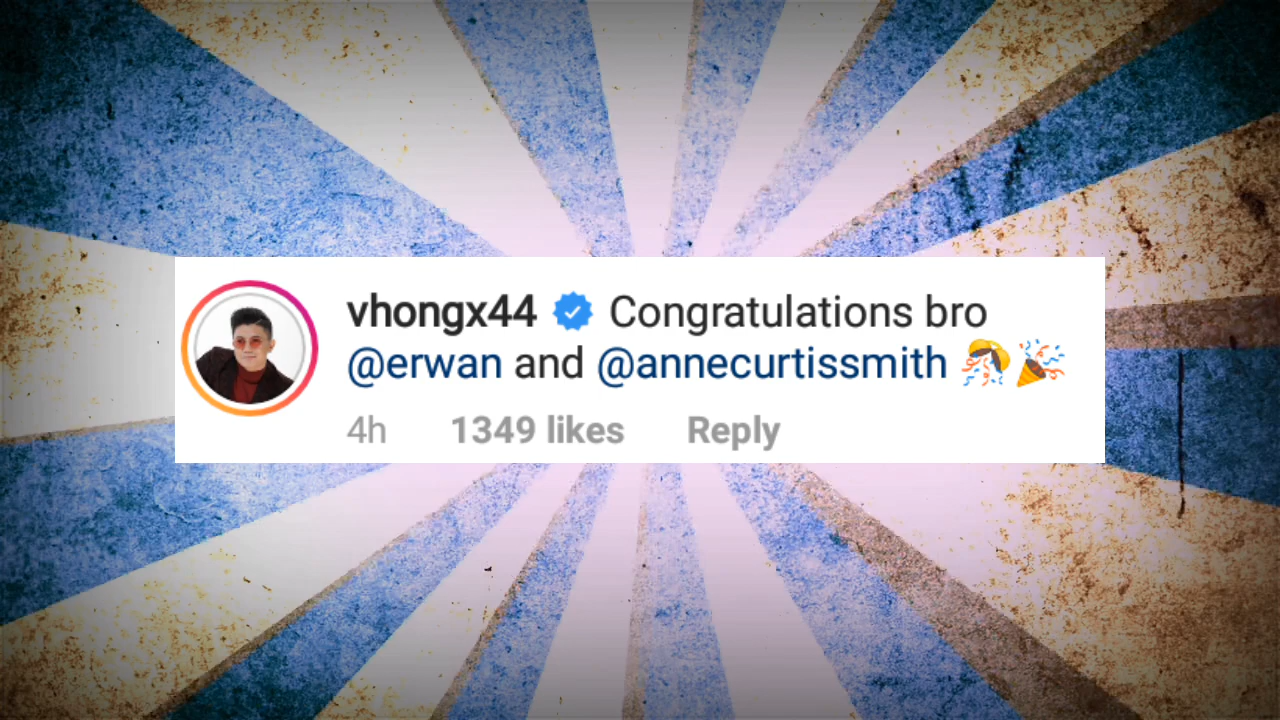 vhongx44 Congratulations bro
@erwan and @annecurtissmith 🎊🎉
4h 1349 likes Reply